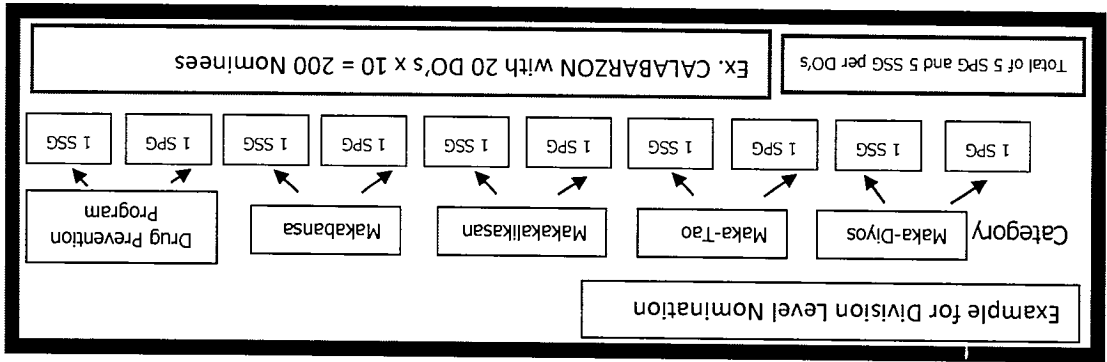 Example for Division Level Nomination
Category
Maka-Diyos
Maka-Tao
Makakalikasan
Makabansa
Drug Prevention
Program
1 SPG
1 SSG
1 SPG
1 SSG
1 SPG
1 SSG
1 SPG
1 SSG
1 SPG
1 SSG
Total of 5 SPG and 5 SSG per DO's
Ex. CALABARZON with 20 DO's x 10 = 200 Nominees